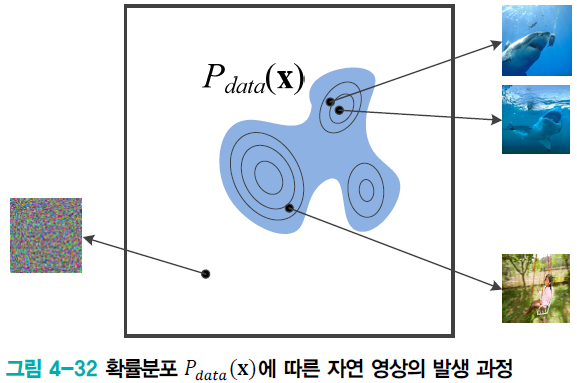 P_data(x)
그림 4-32 확률분포 P_data(x)에 따른 자연 영상의 발생 과정